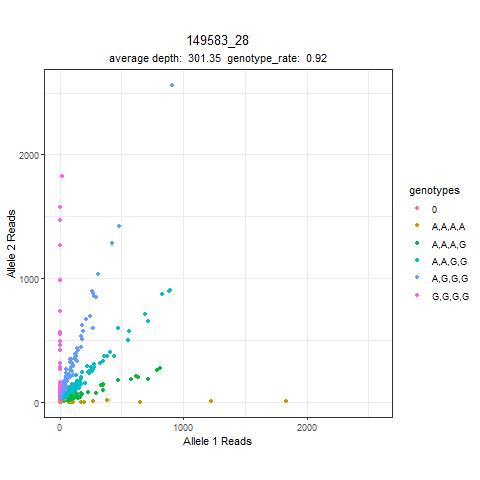 149583_28
average depth:  301.35  genotype_rate:  0.92
Allele 2 Reads
2000
1000
0
0
1000
2000
Allele 1 Reads
genotypes
0
A,A,A,A
A,A,A,G
A,A,G,G
A,G,G,G
G,G,G,G